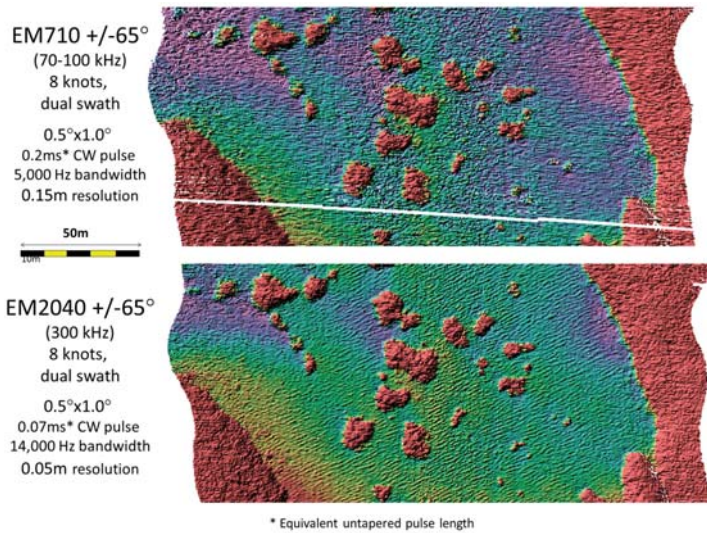 EM710 +/-65°
(70-100 kHz)
8 knots,
dual swath
0.5°x1.0°
0.2ms* CW pulse
5,000 Hz bandwidth
0.15m resolution
50m
10m
EM2040 +/-65°
(300 kHz)
8 knots,
dual swath
0.5°x1.0°
0.07ms* CW pulse
14,000 Hz bandwidth
0.05m resolution
* Equivalent untapered pulse length